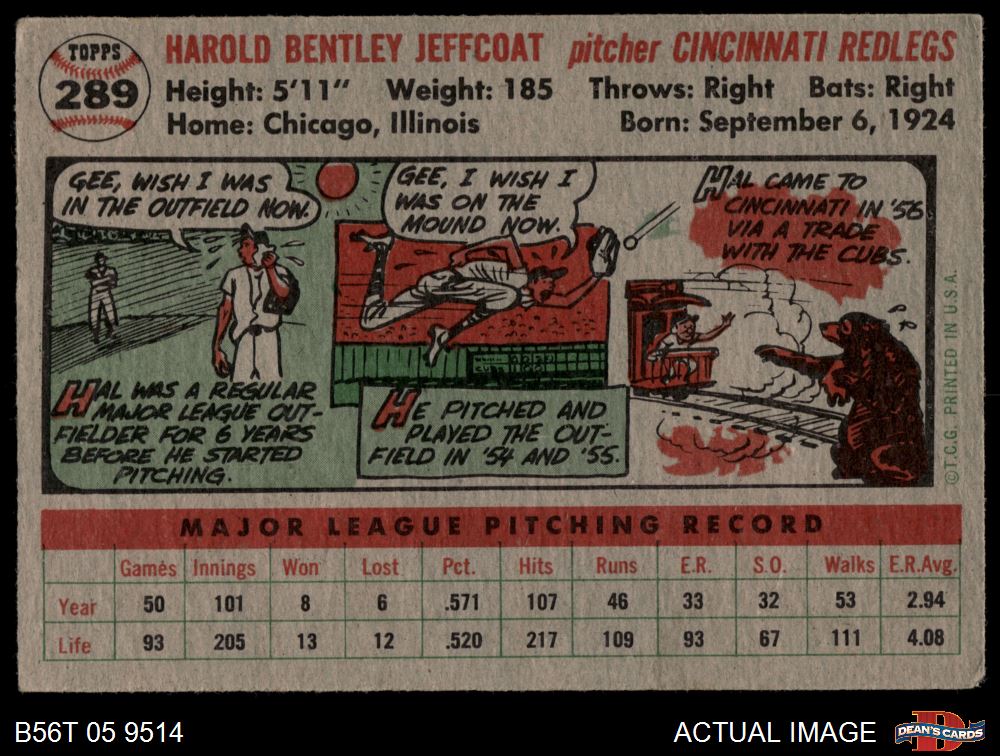 TOPPS
289
HAROLD BENTLEY JEFFCOAT pitcher CINCINNATI REDLEGS
Height: 5'11" Weight: 185 Throws: Right Bats: Right
Home: Chicago, Illinois Born: September 6, 1924
GEE, WISH I WAS
IN THE OUTFIELD NOW.
HAL WAS A REGULAR
MAJOR LEAGUE OUT-
FIELDER FOR 6 YEARS
BEFORE HE STARTED
PITCHING.
GEE, I WISH I
WAS ON THE
MOUND NOW.
HE PITCHED AND
PLAYED THE OUT-
FIELD IN '54 AND '55.
HAL CAME TO
CINCINNATI IN '56
VIA A TRADE
WITH THE CUBS.
GRR
©T.C.G. PRINTED IN U.S.A.
MAJOR LEAGUE PITCHING RECORD
Games Innings Won Lost Pct. Hits Runs E.R. S.O. Walks E.R.Avg.
Year 50 101 8 6 .571 107 46 33 32 53 2.94
Life 93 205 13 12 .520 217 109 93 67 111 4.08
B56T 05 9514 ACTUAL IMAGE DEAN'S CARDS